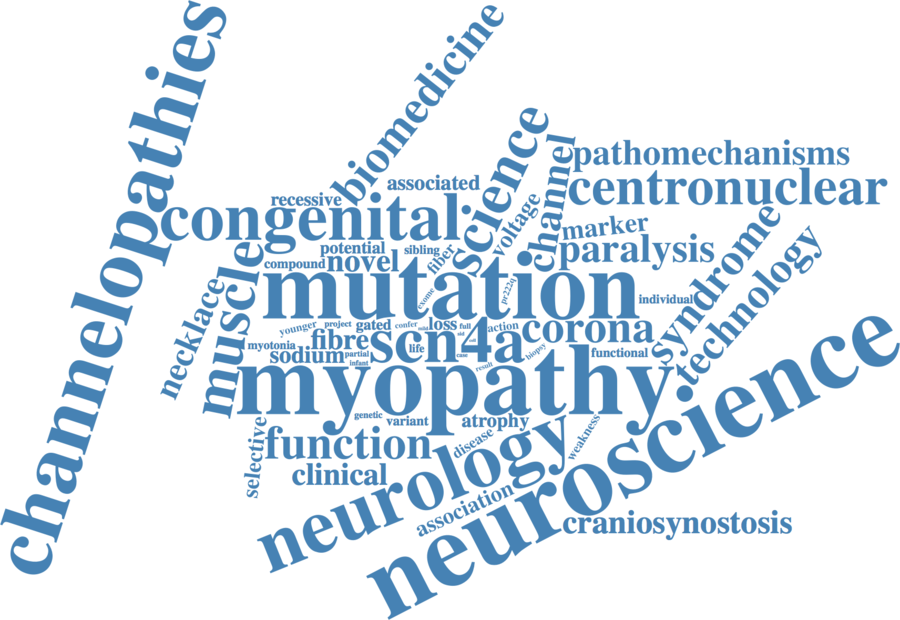 channelopathies
biomedicine
science
channel
pathomechanisms
centronuclear
associated
recessive
congenital
voltage
marker
paralysis
potential
sibling
fiber
compound
novel
syndrome
technology
necklace
muscle
mutation
exome
individual
younger
project
gated
confer
loss
full
action
corona
myotonia
fibre
scn4a
sodium
partial
life
case
biopsy
functional
infant
result
myopathy
genetic
variant
atrophy
selective
function
disease
weakness
clinical
neurology
neuroscience
association
craniosynostosis